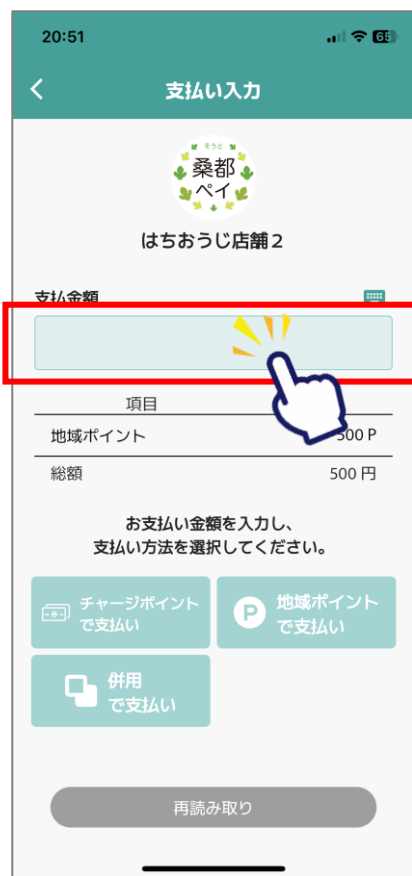 20:51
支払い入力
そうと
桑都
ペイ
はちおうじ店舗2
支払金額
項目
地域ポイント 500 P
総額 500 円
お支払い金額を入力し、
支払い方法を選択してください。
チャージポイント
で支払い
P 地域ポイント
で支払い
併用
で支払い
再読み取り